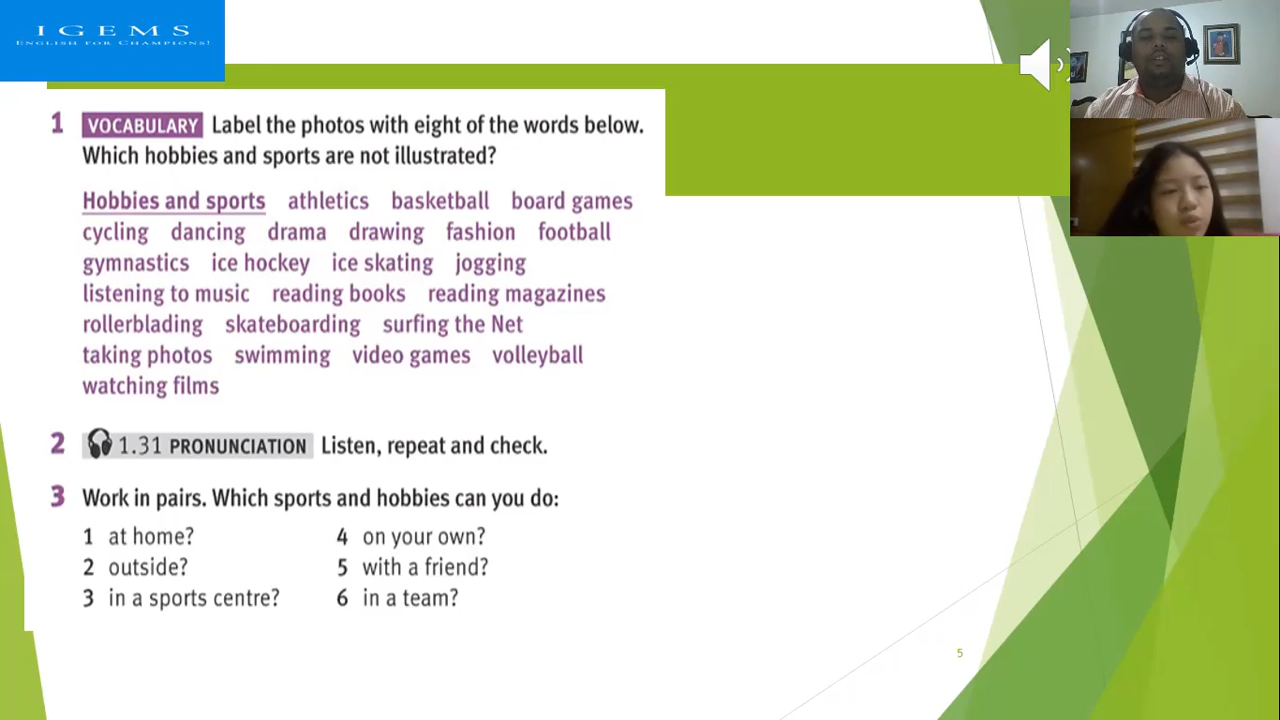 IGEMS
ENGLISH FOR CHAMPIONS!
1 VOCABULARY Label the photos with eight of the words below.
Which hobbies and sports are not illustrated?
Hobbies and sports athletics basketball board games
cycling dancing drama drawing fashion football
gymnastics ice hockey ice skating jogging
listening to music reading books reading magazines
rollerblading skateboarding surfing the Net
taking photos swimming video games volleyball
watching films
2 1.31 PRONUNCIATION Listen, repeat and check.
3 Work in pairs. Which sports and hobbies can you do:
1 at home? 4 on your own?
2 outside? 5 with a friend?
3 in a sports centre? 6 in a team?
5